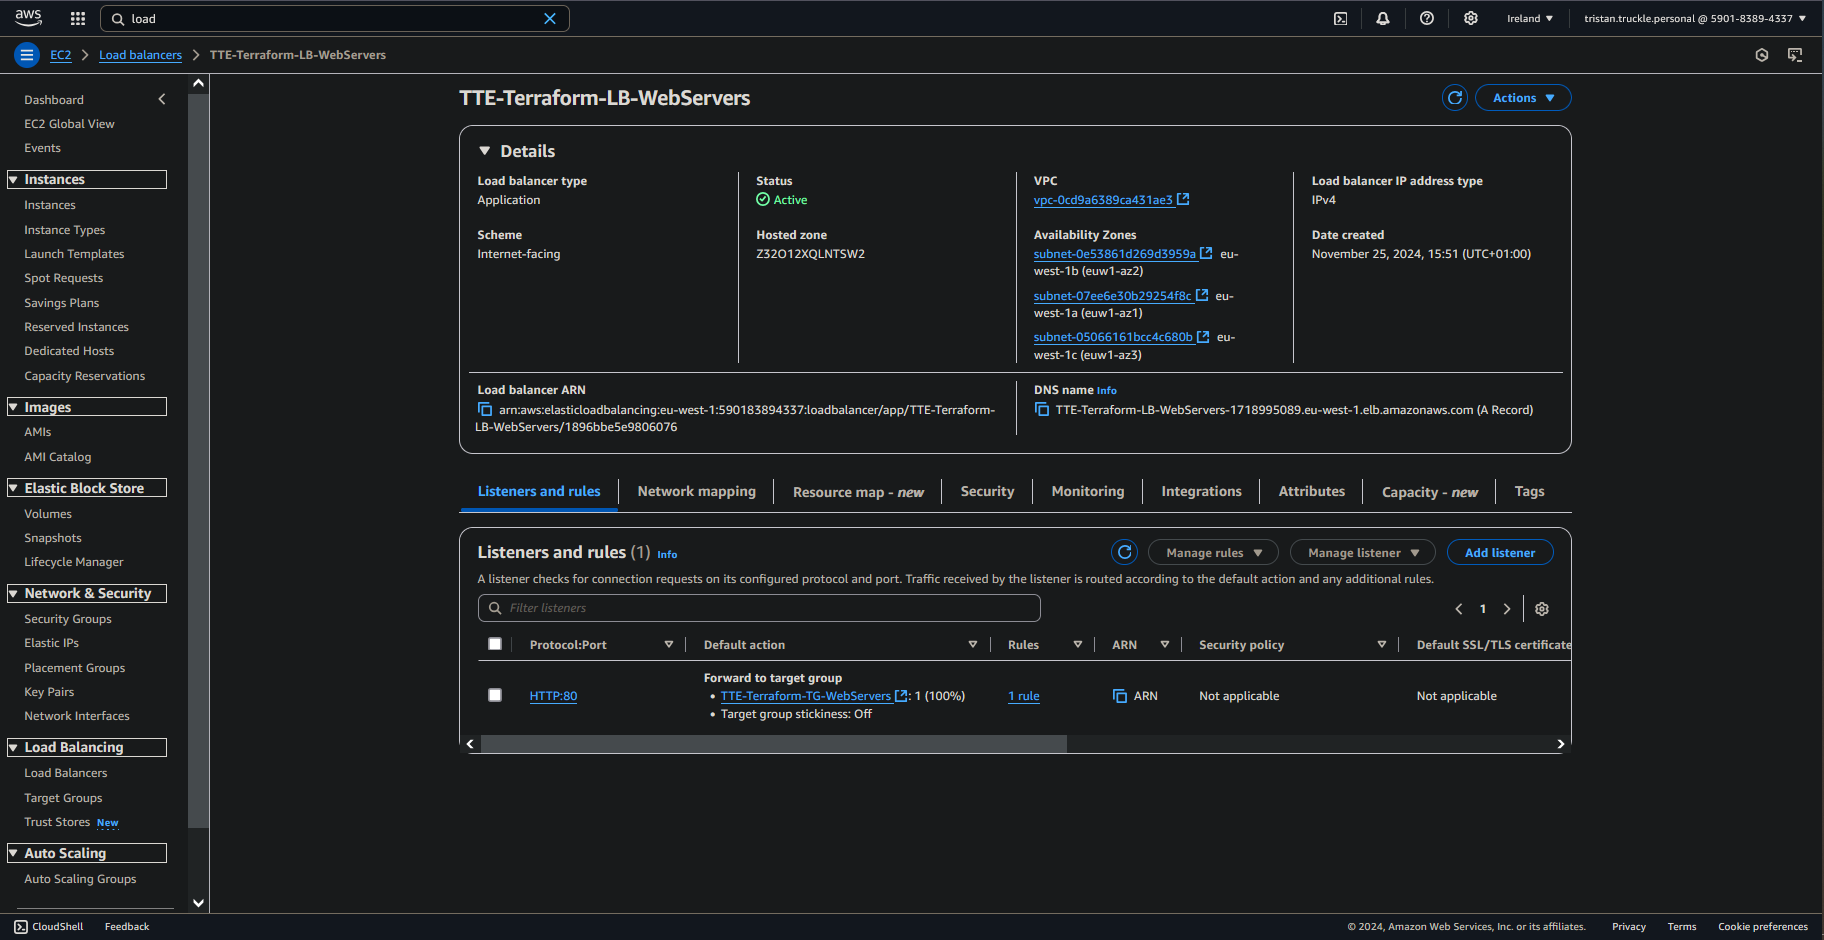 aws
load
Ireland
tristan.truckle.personal @ 5901-8389-4337
EC2
Load balancers
TTE-Terraform-LB-WebServers
Dashboard
EC2 Global View
Events
Instances
Instances
Instance Types
Launch Templates
Spot Requests
Savings Plans
Reserved Instances
Dedicated Hosts
Capacity Reservations
Images
AMIs
AMI Catalog
Elastic Block Store
Volumes
Snapshots
Lifecycle Manager
Network & Security
Security Groups
Elastic IPs
Placement Groups
Key Pairs
Network Interfaces
Load Balancing
Load Balancers
Target Groups
Trust Stores New
Auto Scaling
Auto Scaling Groups
TTE-Terraform-LB-WebServers
Actions
Details
Load balancer type
Application
Scheme
Internet-facing
Status
Active
Hosted zone
Z32O12XQLNTSW2
VPC
vpc-0cd9a6389ca431ae3
Availability Zones
subnet-0e53861d269d3959a eu-
west-1b (euw1-az2)
subnet-07ee6e30b29254f8c eu-
west-1a (euw1-az1)
subnet-05066161bcc4c680b eu-
west-1c (euw1-az3)
Load balancer IP address type
IPv4
Date created
November 25, 2024, 15:51 (UTC+01:00)
Load balancer ARN
arn:aws:elasticloadbalancing:eu-west-1:590183894337:loadbalancer/app/TTE-Terraform-
LB-WebServers/1896bbe5e9806076
DNS name Info
TTE-Terraform-LB-WebServers-1718995089.eu-west-1.elb.amazonaws.com (A Record)
Listeners and rules
Network mapping
Resource map - new
Security
Monitoring
Integrations
Attributes
Capacity - new
Tags
Listeners and rules (1) Info
Manage rules
Manage listener
Add listener
A listener checks for connection requests on its configured protocol and port. Traffic received by the listener is routed according to the default action and any additional rules.
Filter listeners
1
Protocol:Port
Default action
Rules
ARN
Security policy
Default SSL/TLS certificate
HTTP:80
Forward to target group
• TTE-Terraform-TG-WebServers : 1 (100%)
• Target group stickiness: Off
1 rule
ARN
Not applicable
Not applicable
CloudShell
Feedback
© 2024, Amazon Web Services, Inc. or its affiliates.
Privacy
Terms
Cookie preferences